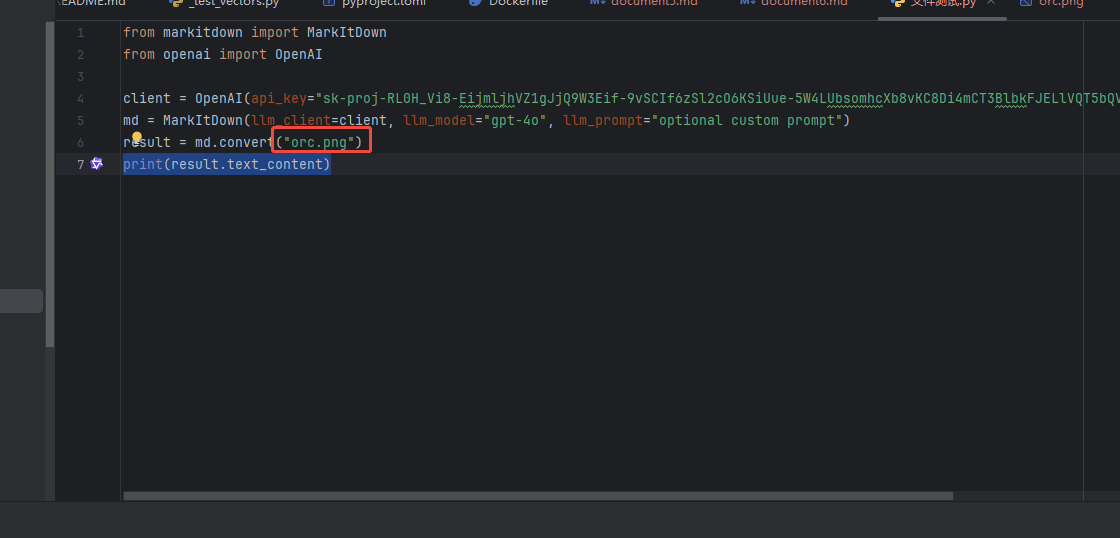 README.md _test_vectors.py pyproject.toml Dockerfile document5.md document6.md 文件测试.py orc.png
1 from markitdown import MarkItDown
2 from openai import OpenAI
3
4 client = OpenAI(api_key="sk-proj-RL0H_Vi8-EijmljhVZ1gJjQ9W3Eif-9vSCIf6zSl2cO6KSiUue-5W4LUbsomhcXb8vKC8Di4mCT3BlbkFJELlVQT5bQV
5 md = MarkItDown(llm_client=client, llm_model="gpt-4o", llm_prompt="optional custom prompt")
6 result = md.convert("orc.png")
7 print(result.text_content)